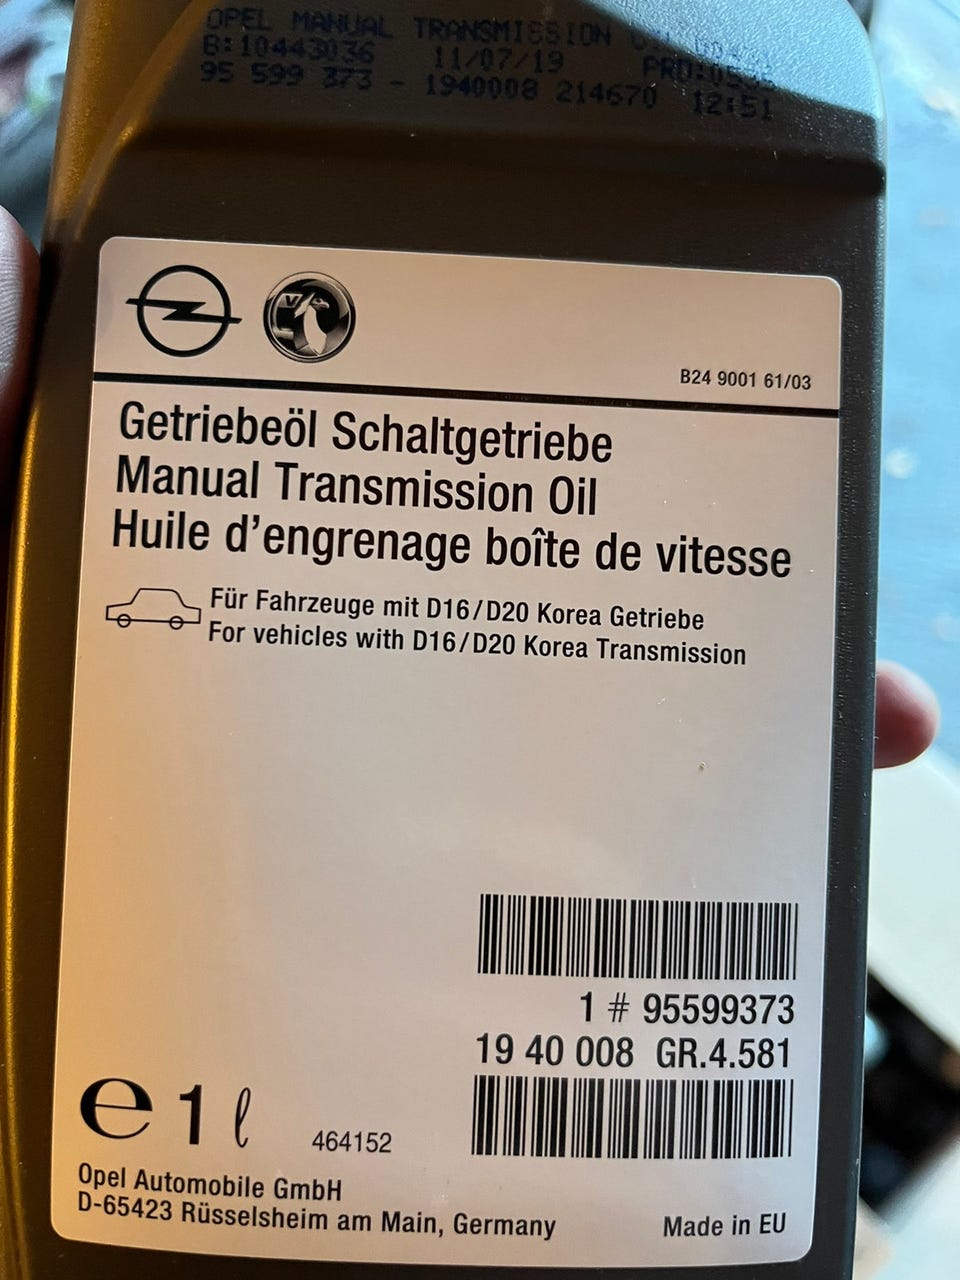 OPEL MANUAL TRANSMISSION
B:10443036 11/07/19
95 599 373 - 1940008 214670 12:51
B24 9001 61/03
Getriebeöl Schaltgetriebe
Manual Transmission Oil
Huile d'engrenage boîte de vitesse
Für Fahrzeuge mit D16/D20 Korea Getriebe
For vehicles with D16/D20 Korea Transmission
1 # 95599373
19 40 008 GR.4.581
e 1 ℓ
464152
Opel Automobile GmbH
D-65423 Rüsselsheim am Main, Germany
Made in EU